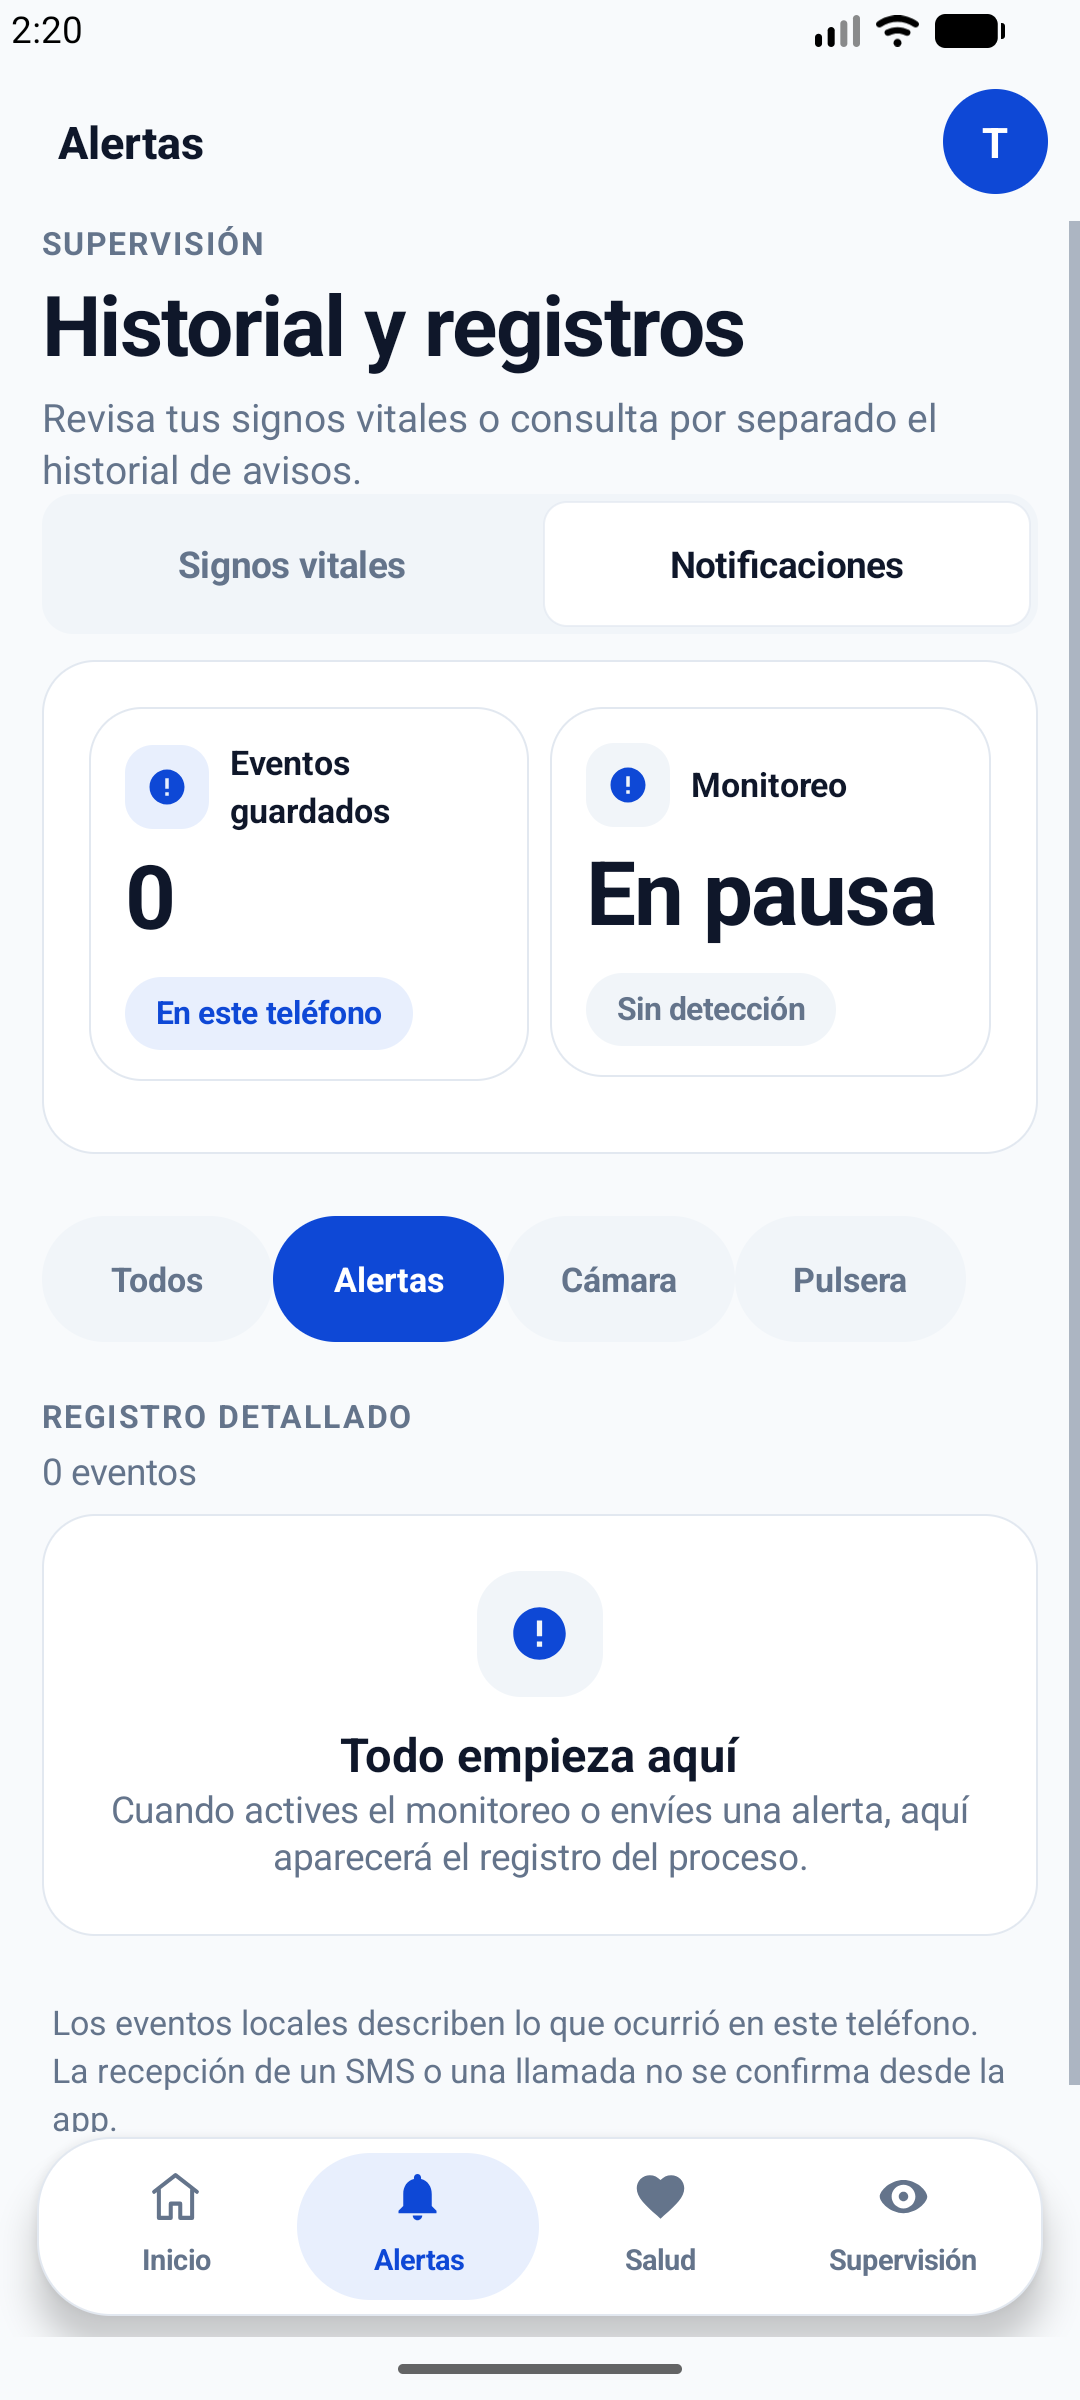 2:20
Alertas
T
SUPERVISIÓN
Historial y registros
Revisa tus signos vitales o consulta por separado el
historial de avisos.
Signos vitales
Notificaciones
Eventos
guardados
0
En este teléfono
Monitoreo
En pausa
Sin detección
Todos
Alertas
Cámara
Pulsera
REGISTRO DETALLADO
0 eventos
Todo empieza aquí
Cuando actives el monitoreo o envíes una alerta, aquí
aparecerá el registro del proceso.
Los eventos locales describen lo que ocurrió en este teléfono.
La recepción de un SMS o una llamada no se confirma desde la
app.
Inicio
Alertas
Salud
Supervisión